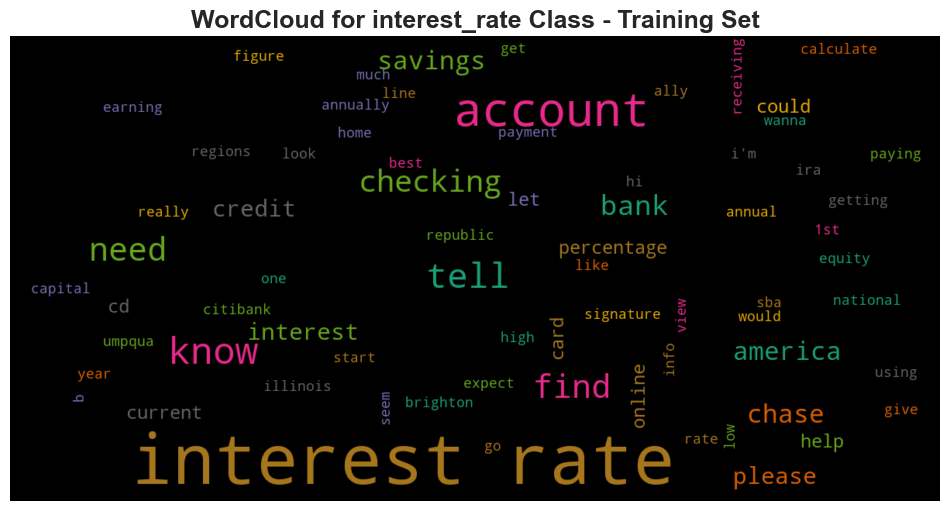 WordCloud for interest_rate Class - Training Set
figure
savings
get
calculate
much
receiving
earning
annually
line
account
ally
could
wanna
home
payment
regions
look
best
i'm
paying
checking
hi
ira
really
credit
let
bank
annual
getting
need
republic
percentage
1st
like
equity
tell
capital
one
cd
citibank
signature
view
sba
would
national
umpqua
interest
high
card
know
start
info
america
year
illinois
expect
find
using
b
current
seem
brighton
online
chase
give
interest rate
go
rate
low
help
please